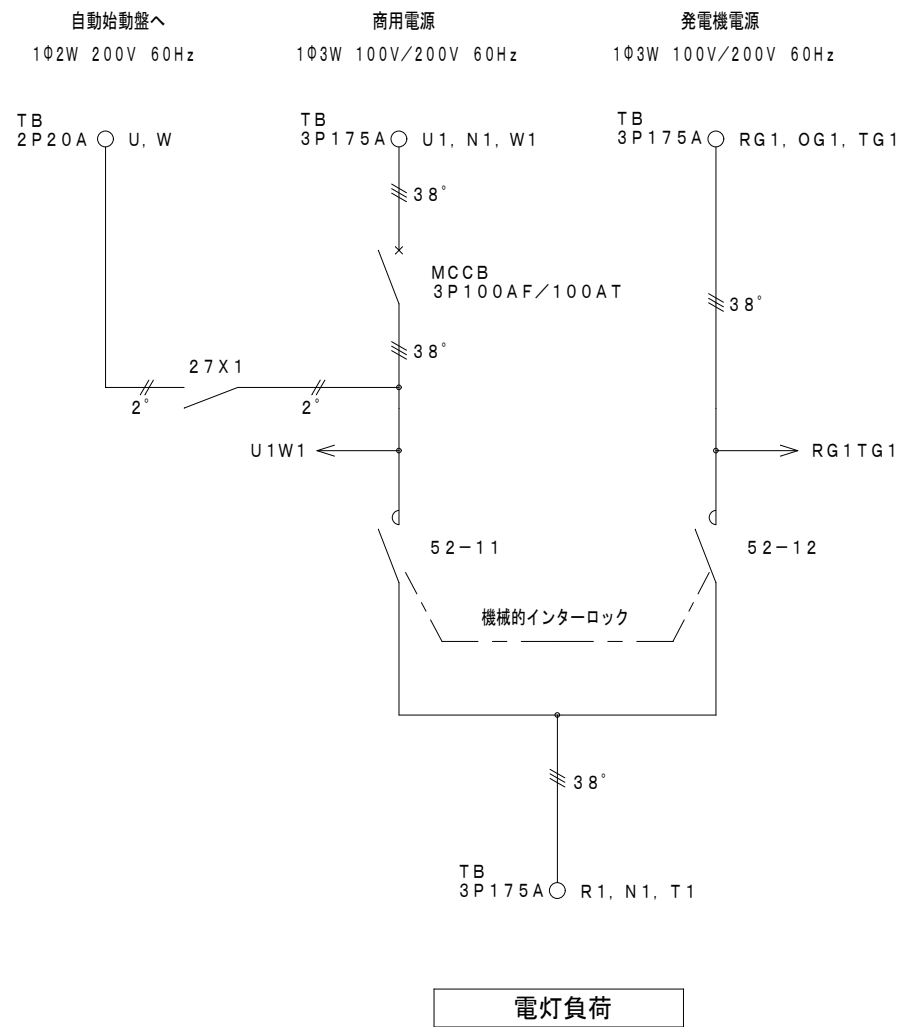 自動始動盤へ
1Φ2W 200V 60Hz
商用電源
1Φ3W 100V/200V 60Hz
発電機電源
1Φ3W 100V/200V 60Hz
TB
2P20A U, W
TB
3P175A U1, N1, W1
TB
3P175A RG1, OG1, TG1
38°
MCCB
3P100AF/100AT
38°
38°
27X1
2°
2°
U1W1
RG1TG1
52-11
52-12
機械的インターロック
38°
TB
3P175A R1, N1, T1
電灯負荷